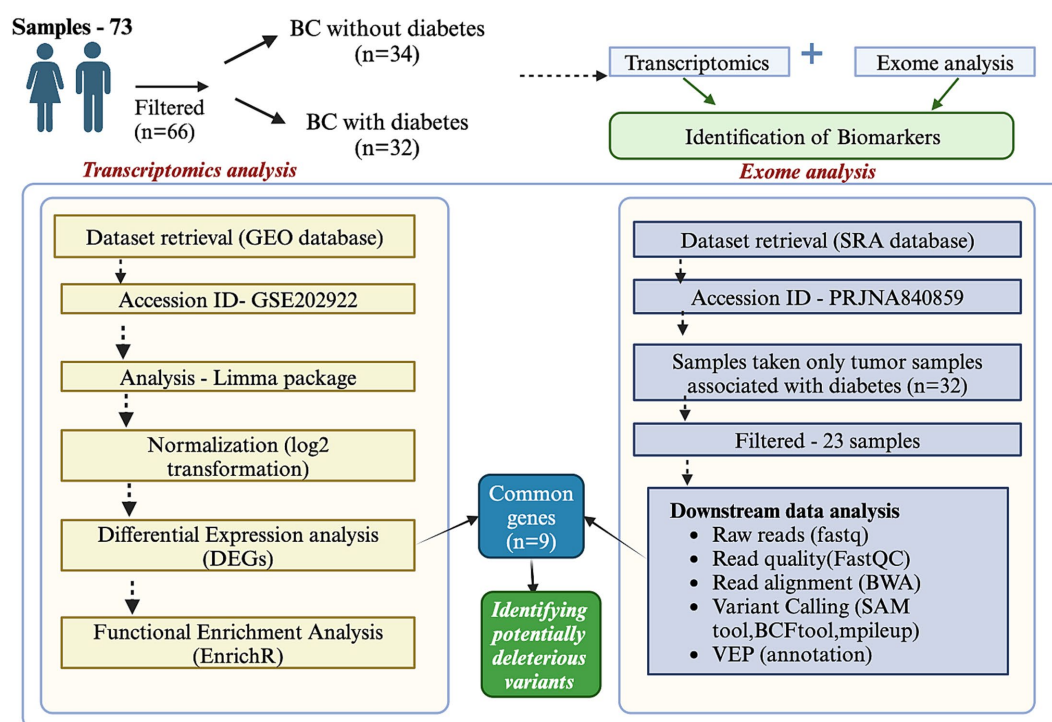 Samples - 73
Filtered
(n=66)
BC without diabetes
(n=34)
BC with diabetes
(n=32)
Transcriptomics
+
Exome analysis
Identification of Biomarkers
Transcriptomics analysis
Dataset retrieval (GEO database)
Accession ID- GSE202922
Analysis - Limma package
Normalization (log2
transformation)
Differential Expression analysis
(DEGs)
Functional Enrichment Analysis
(EnrichR)
Common
genes
(n=9)
Identifying
potentially
deleterious
variants
Exome analysis
Dataset retrieval (SRA database)
Accession ID - PRJNA840859
Samples taken only tumor samples
associated with diabetes (n=32)
Filtered - 23 samples
Downstream data analysis
• Raw reads (fastq)
• Read quality(FastQC)
• Read alignment (BWA)
• Variant Calling (SAM
tool,BCFtool,mpileup)
• VEP (annotation)